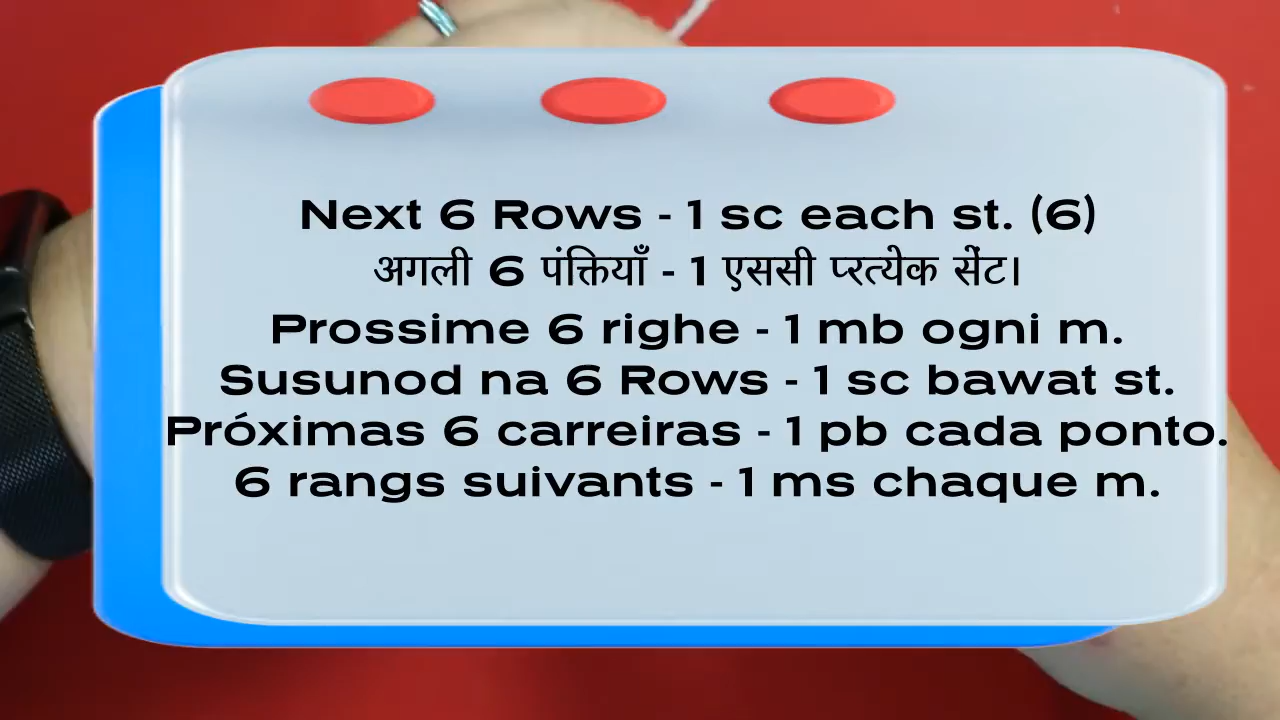 Next 6 Rows - 1 sc each st. (6)
अगली 6 पंक्तियाँ - 1 एससी प्रत्येक सेंट।
Prossime 6 righe - 1 mb ogni m.
Susunod na 6 Rows - 1 sc bawat st.
Próximas 6 carreiras - 1 pb cada ponto.
6 rangs suivants - 1 ms chaque m.